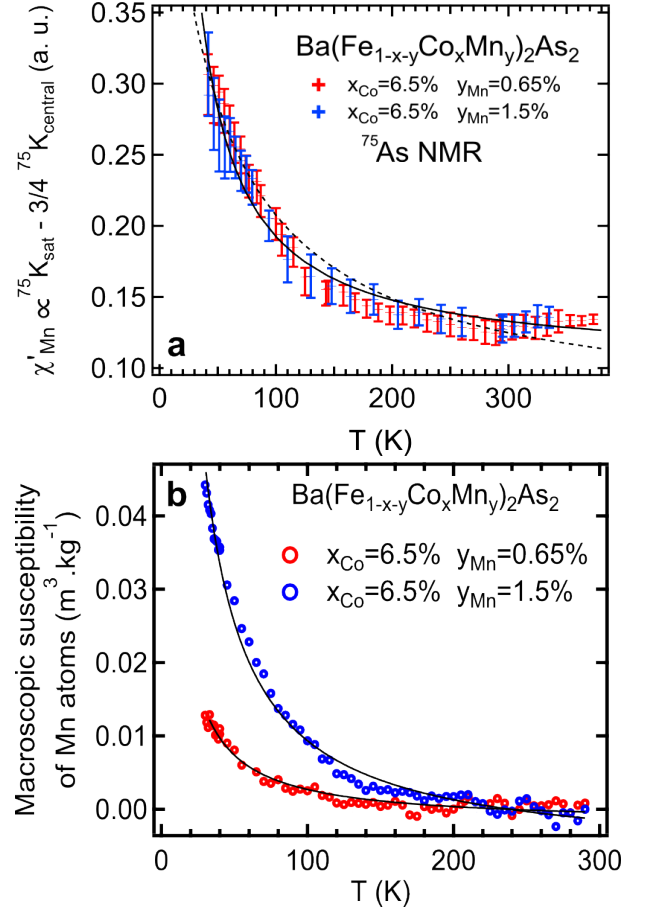 χ'Mn ∝ 75Ksat - 3/4 75Kcentral (a. u.)
0.35
0.30
0.25
0.20
0.15
0.10
Ba(Fe1-x-yCoxMny)2As2
xCo=6.5% yMn=0.65%
xCo=6.5% yMn=1.5%
75As NMR
a
0 100 200 300
T (K)
Macroscopic susceptibility
of Mn atoms (m3.kg-1)
0.04
0.03
0.02
0.01
0.00
b
Ba(Fe1-x-yCoxMny)2As2
xCo=6.5% yMn=0.65%
xCo=6.5% yMn=1.5%
0 100 200 300
T (K)